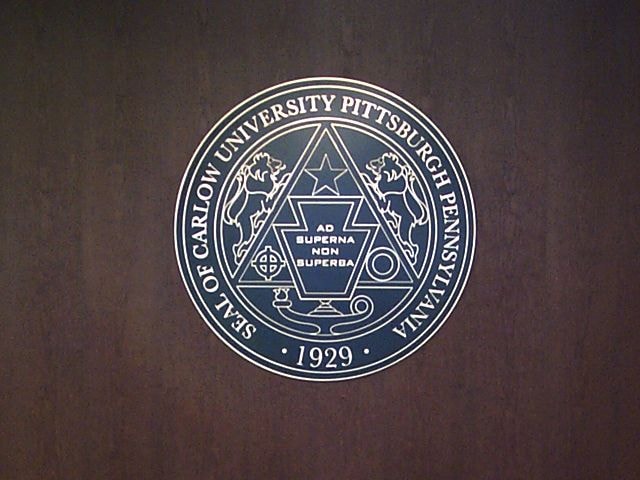 SEAL OF CARLOW UNIVERSITY PITTSBURGH PENNSYLVANIA
AD
SUPERNA
NON
SUPERBA
· 1929 ·